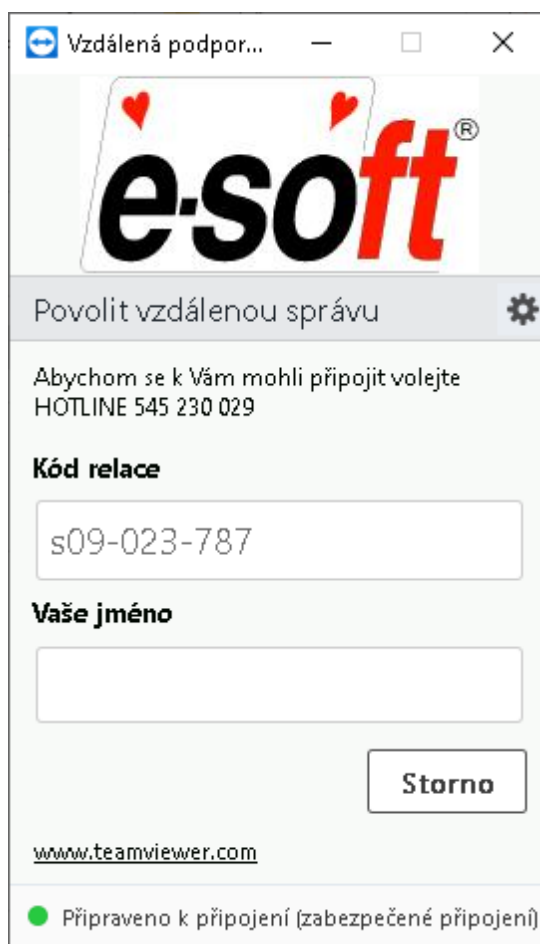 Vzdálená podpor...
e-soft®
Povolit vzdálenou správu
Abychom se k Vám mohli připojit volejte
HOTLINE 545 230 029
Kód relace
s09-023-787
Vaše jméno
Storno
www.teamviewer.com
Připraveno k připojení (zabezpečené připojení)